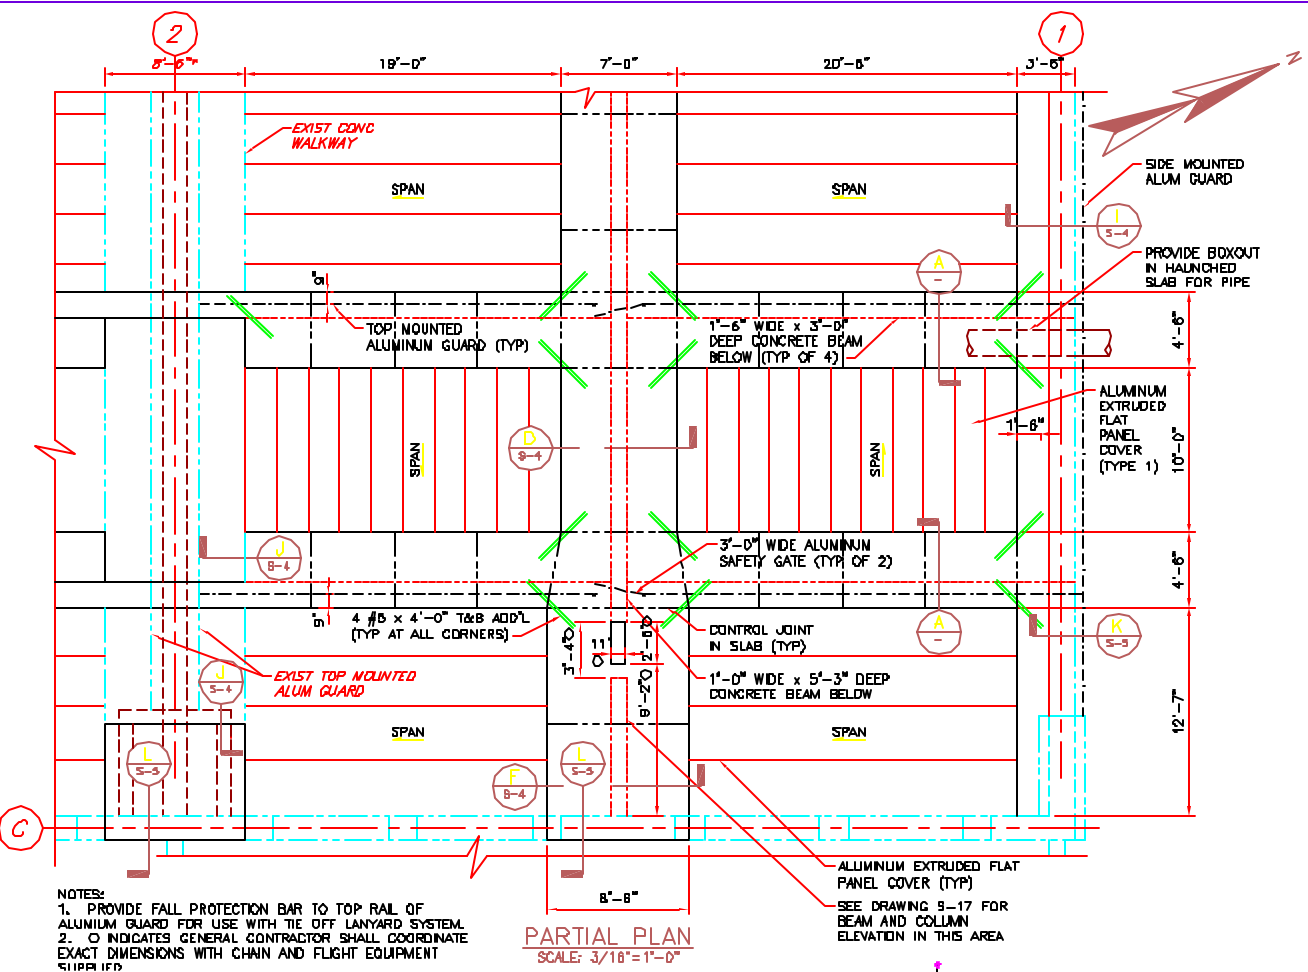 2
1
8'-6"
19'-0"
7'-0"
20'-6"
3'-6"
N
EXIST CONC
WALKWAY
SPAN
SPAN
SIDE MOUNTED
ALUM GUARD
I
S-4
PROVIDE BOXOUT
IN HAUNCHED
SLAB FOR PIPE
A
-
9"
TOP MOUNTED
ALUMINUM GUARD (TYP)
1'-6" WIDE x 3'-0"
DEEP CONCRETE BEAM
BELOW (TYP OF 4)
4'-6"
ALUMINUM
EXTRUDED
FLAT
PANEL
COVER
(TYPE 1)
1'-6"
10'-0"
D
S-4
SPAN
SPAN
J
S-4
3'-0" WIDE ALUMINUM
SAFETY GATE (TYP OF 2)
4'-6"
9"
4 #5 x 4'-0" T&B ADD'L
(TYP AT ALL CORNERS)
CONTROL JOINT
IN SLAB (TYP)
A
-
K
S-5
3'-4"
11"
2'-6"
8'-2"
EXIST TOP MOUNTED
ALUM GUARD
J
S-4
1'-0" WIDE x 5'-3" DEEP
CONCRETE BEAM BELOW
12'-7"
SPAN
SPAN
L
S-5
L
S-5
F
S-4
C
ALUMINUM EXTRUDED FLAT
PANEL COVER (TYP)
SEE DRAWING S-17 FOR
BEAM AND COLUMN
ELEVATION IN THIS AREA
8'-8"
NOTES:
1. PROVIDE FALL PROTECTION BAR TO TOP RAIL OF
ALUMIUM GUARD FOR USE WITH TIE OFF LANYARD SYSTEM.
2. O INDICATES GENERAL CONTRACTOR SHALL COORDINATE
EXACT DIMENSIONS WITH CHAIN AND FLIGHT EQUIPMENT
SUPPLIED
PARTIAL PLAN
SCALE: 3/16"=1'-0"